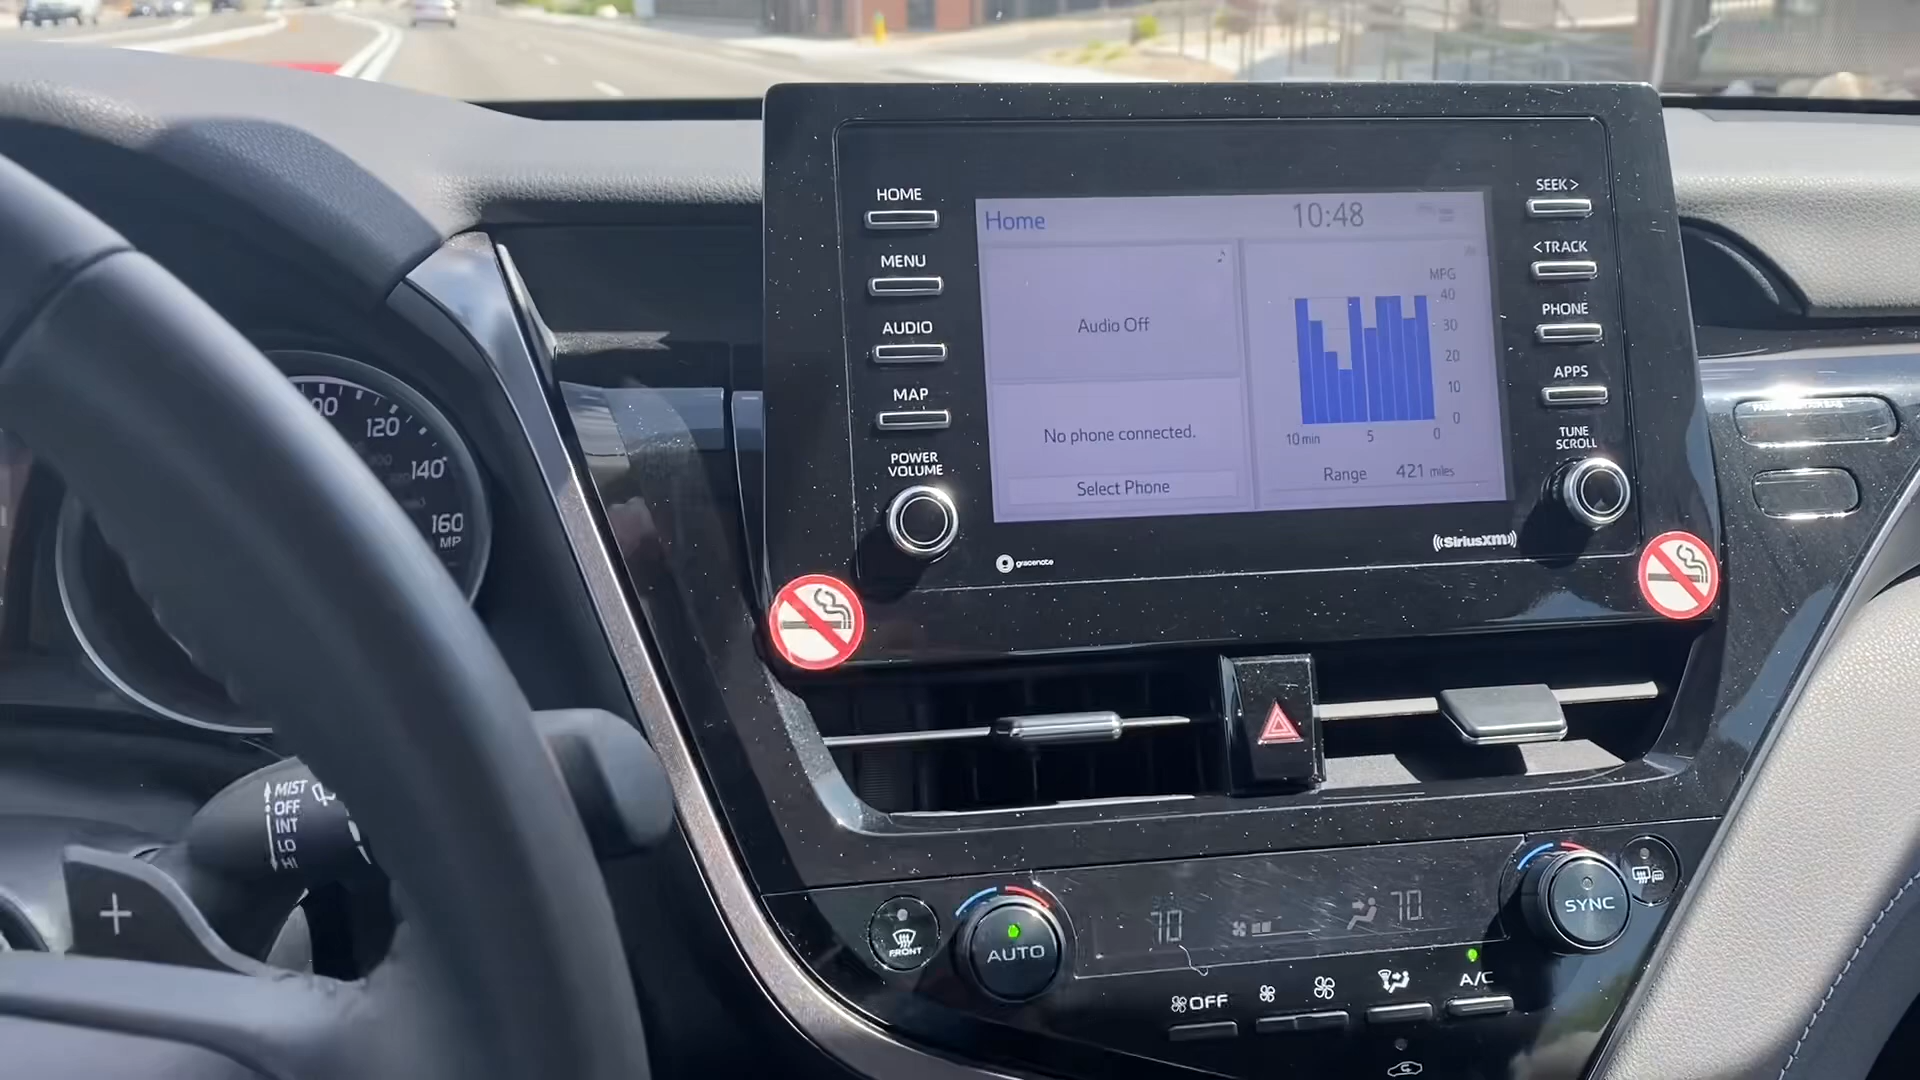 HOME
MENU
AUDIO
MAP
POWER
VOLUME
Home
10:48
Audio Off
No phone connected.
Select Phone
MPG
40
30
20
10
0
10 min
5
0
Range 421 miles
SEEK >
< TRACK
PHONE
APPS
TUNE
SCROLL
gracenote
SiriusXM
120
140
160
MP
MIST
OFF
INT
LO
HI
+
FRONT
AUTO
70
70
SYNC
OFF
A/C